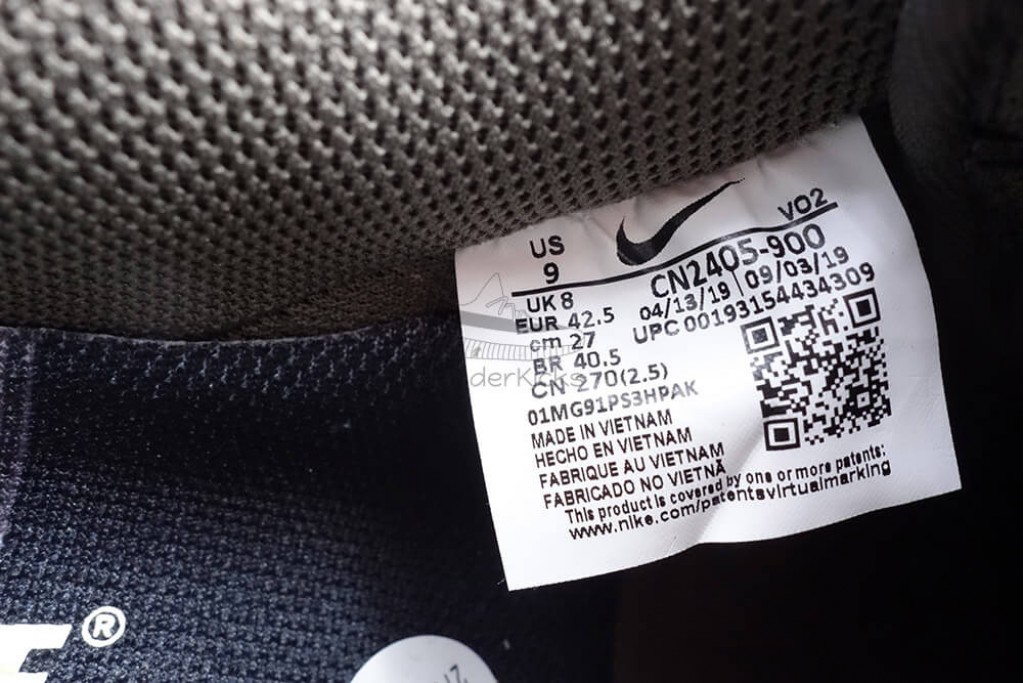 US
9
VO2
UK 8
EUR 42.5
cm 27
BR 40.5
CN 270(2.5)
CN2405-900
04/13/19 | 09/03/19
UPC 00193154434309
01MG91PS3HPAK
MADE IN VIETNAM
HECHO EN VIETNAM
FABRIQUE AU VIETNAM
FABRICADO NO VIETNÃ
This product is covered by one or more patents:
www.nike.com/patentsvirtualmarking
®